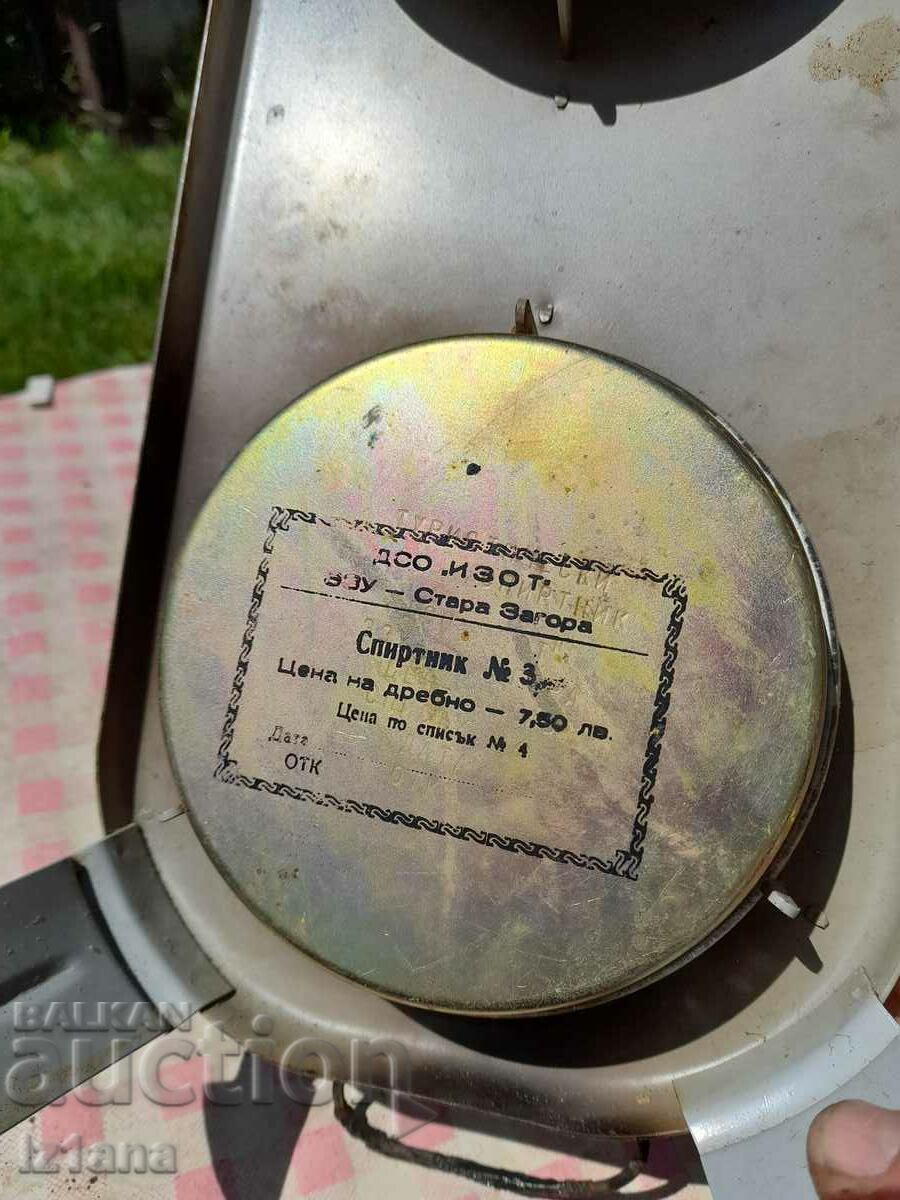 ДСО „ИЗОТ"
ЗЗУ — Стара Загора
Спиртник № 3
Цена на дребно — 7,50 лв.
Цена по списък № 4
Дата
ОТК
BALKAN
auction
iz1ana